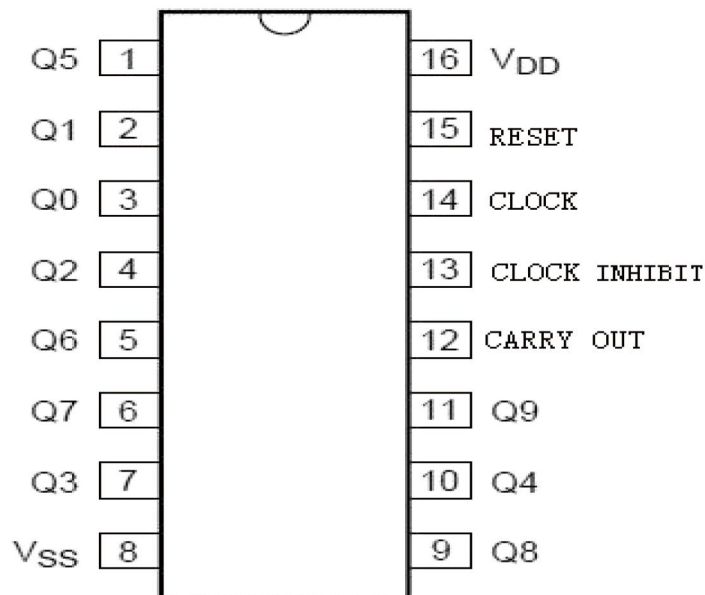 Q5 1 16 VDD
Q1 2 15 RESET
Q0 3 14 CLOCK
Q2 4 13 CLOCK INHIBIT
Q6 5 12 CARRY OUT
Q7 6 11 Q9
Q3 7 10 Q4
VSS 8 9 Q8